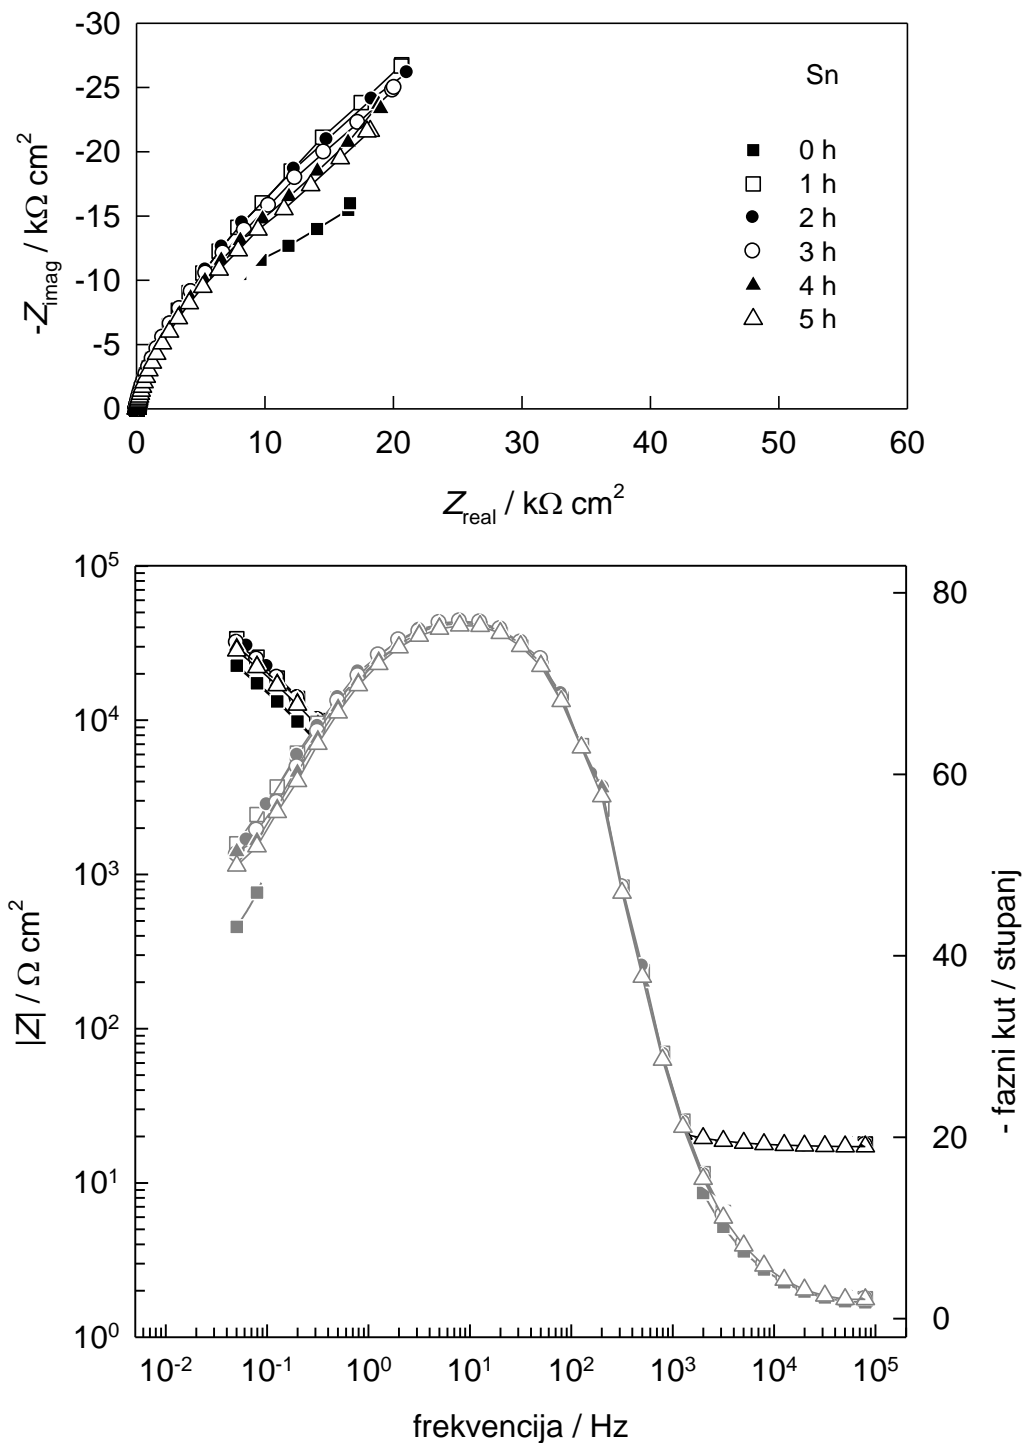 -30
-25
-20
-15
-10
-5
0
-Zimag / kΩ cm²
Sn
0 h
1 h
2 h
3 h
4 h
5 h
0 10 20 30 40 50 60
Zreal / kΩ cm²
10⁵
10⁴
10³
10²
10¹
10⁰
|Z| / Ω cm²
80
60
40
20
0
- fazni kut / stupanj
10⁻² 10⁻¹ 10⁰ 10¹ 10² 10³ 10⁴ 10⁵
frekvencija / Hz